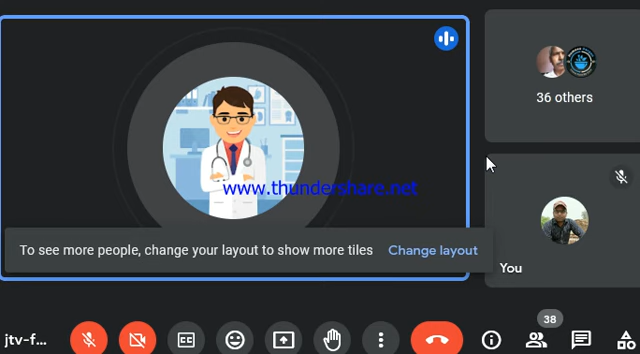 36 others
www.thundershare.net
To see more people, change your layout to show more tiles Change layout
You
38
jtv-f...
CC